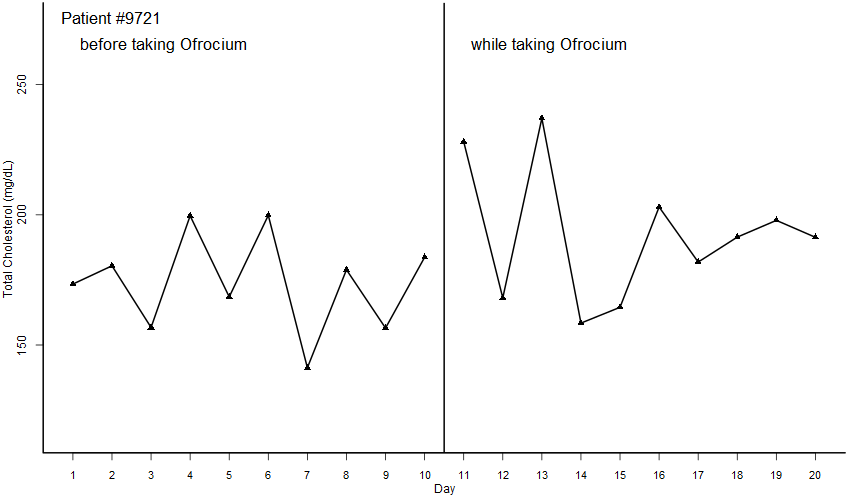 Patient #9721
before taking Ofrocium
while taking Ofrocium
Total Cholesterol (mg/dL)
250
200
150
1 2 3 4 5 6 7 8 9 10 11 12 13 14 15 16 17 18 19 20
Day